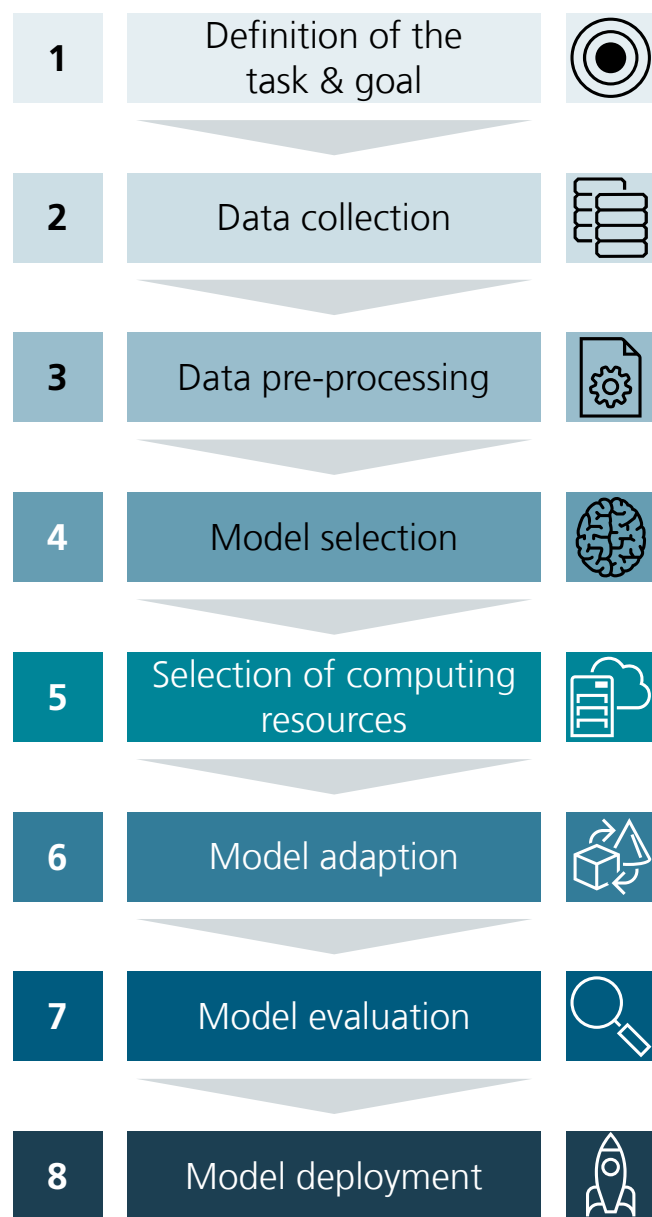 1
Definition of the
task & goal
2
Data collection
3
Data pre-processing
4
Model selection
5
Selection of computing
resources
6
Model adaption
7
Model evaluation
8
Model deployment